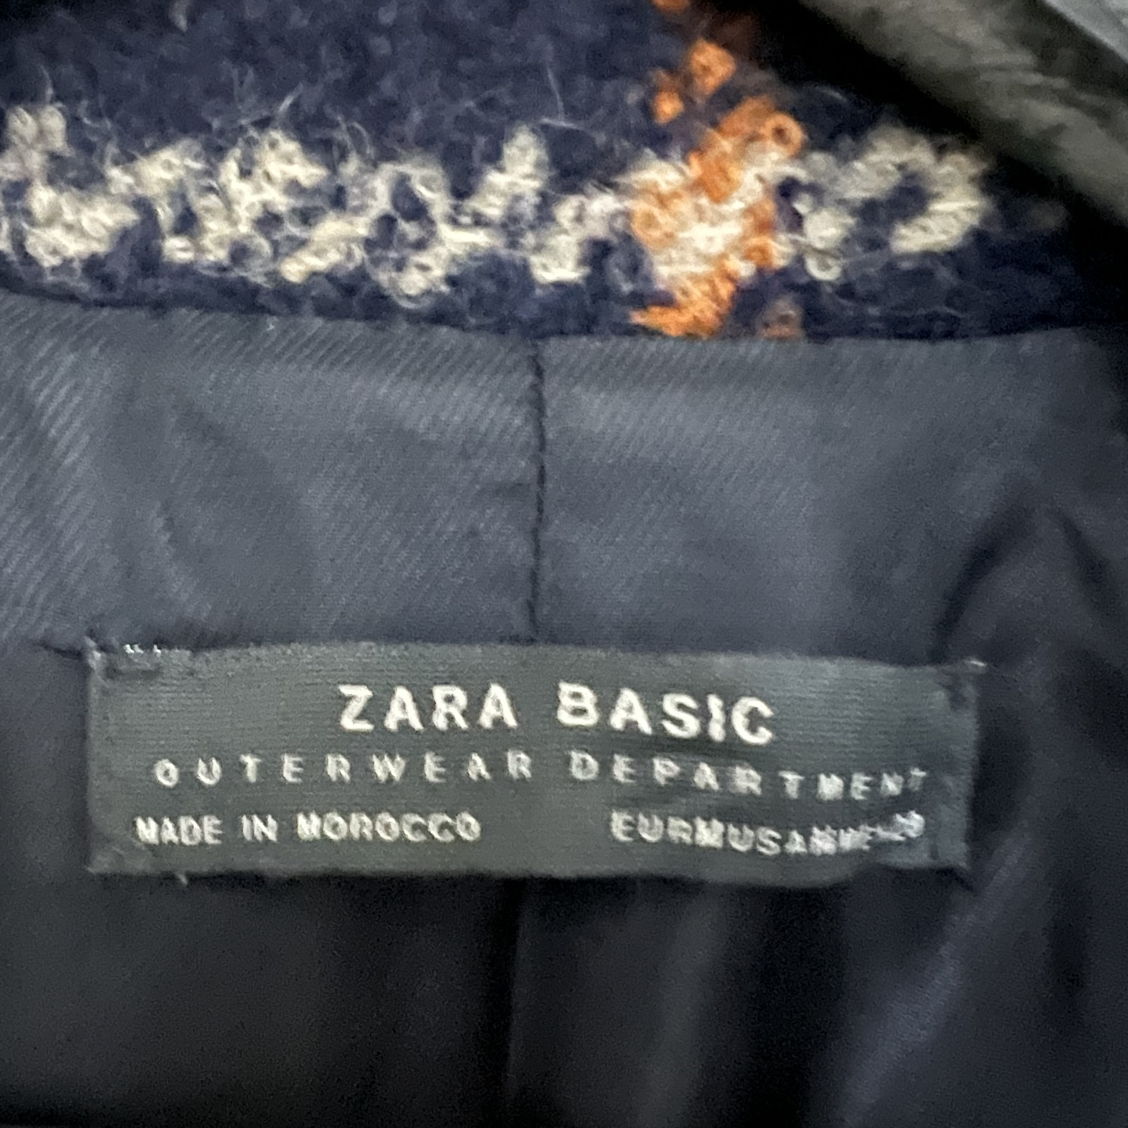 ZARA BASIC
OUTERWEAR DEPARTMENT
MADE IN MOROCCO